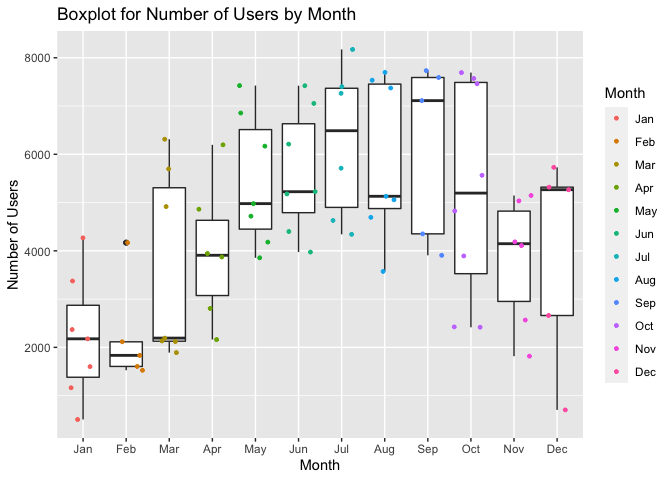 Boxplot for Number of Users by Month
8000
6000
4000
2000
Number of Users
Jan Feb Mar Apr May Jun Jul Aug Sep Oct Nov Dec
Month
Month
Jan
Feb
Mar
Apr
May
Jun
Jul
Aug
Sep
Oct
Nov
Dec